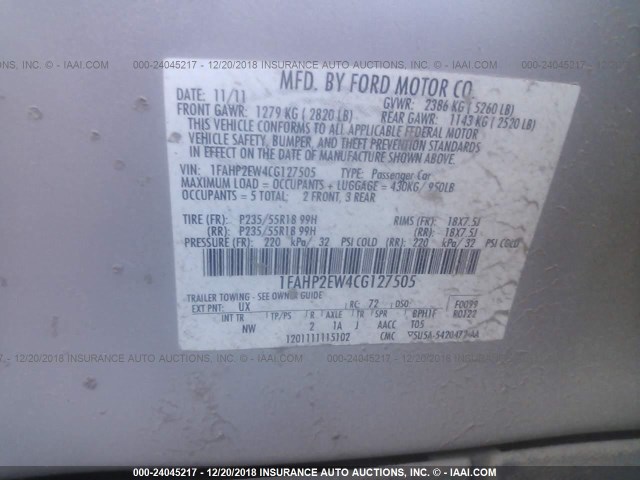 000-24045217 - 12/20/2018 INSURANCE AUTO AUCTIONS, INC. © - IAAI.COM
MFD. BY FORD MOTOR CO.
DATE: 11/11 GVWR: 2386 KG ( 5260 LB)
FRONT GAWR: 1279 KG ( 2820 LB) REAR GAWR: 1143 KG ( 2520 LB)
THIS VEHICLE CONFORMS TO ALL APPLICABLE FEDERAL MOTOR
VEHICLE SAFETY, BUMPER, AND THEFT PREVENTION STANDARDS
IN EFFECT ON THE DATE OF MANUFACTURE SHOWN ABOVE.
VIN: 1FAHP2EW4CG127505 TYPE: Passenger Car
MAXIMUM LOAD = OCCUPANTS + LUGGAGE = 430KG/ 950LB
OCCUPANTS = 5 TOTAL: 2 FRONT, 3 REAR
TIRE (FR): P235/55R18 99H RIMS (FR): 18X7.5J
(RR): P235/55R18 99H (RR): 18X7.5J
PRESSURE (FR): 220 kPa/ 32 PSI COLD (RR): 220 kPa/ 32 PSI COLD
1FAHP2EW4CG127505
TRAILER TOWING - SEE OWNER GUIDE
EXT PNT: UX RC: 72 DSO: F0099
INT TR TP/PS R AXLE TR SPR R0122
NW 2 1A J AACC 105
1201111115102 CMC
000-24045217 - 12/20/2018 INSURANCE AUTO AUCTIONS, INC. © - IAAI.COM